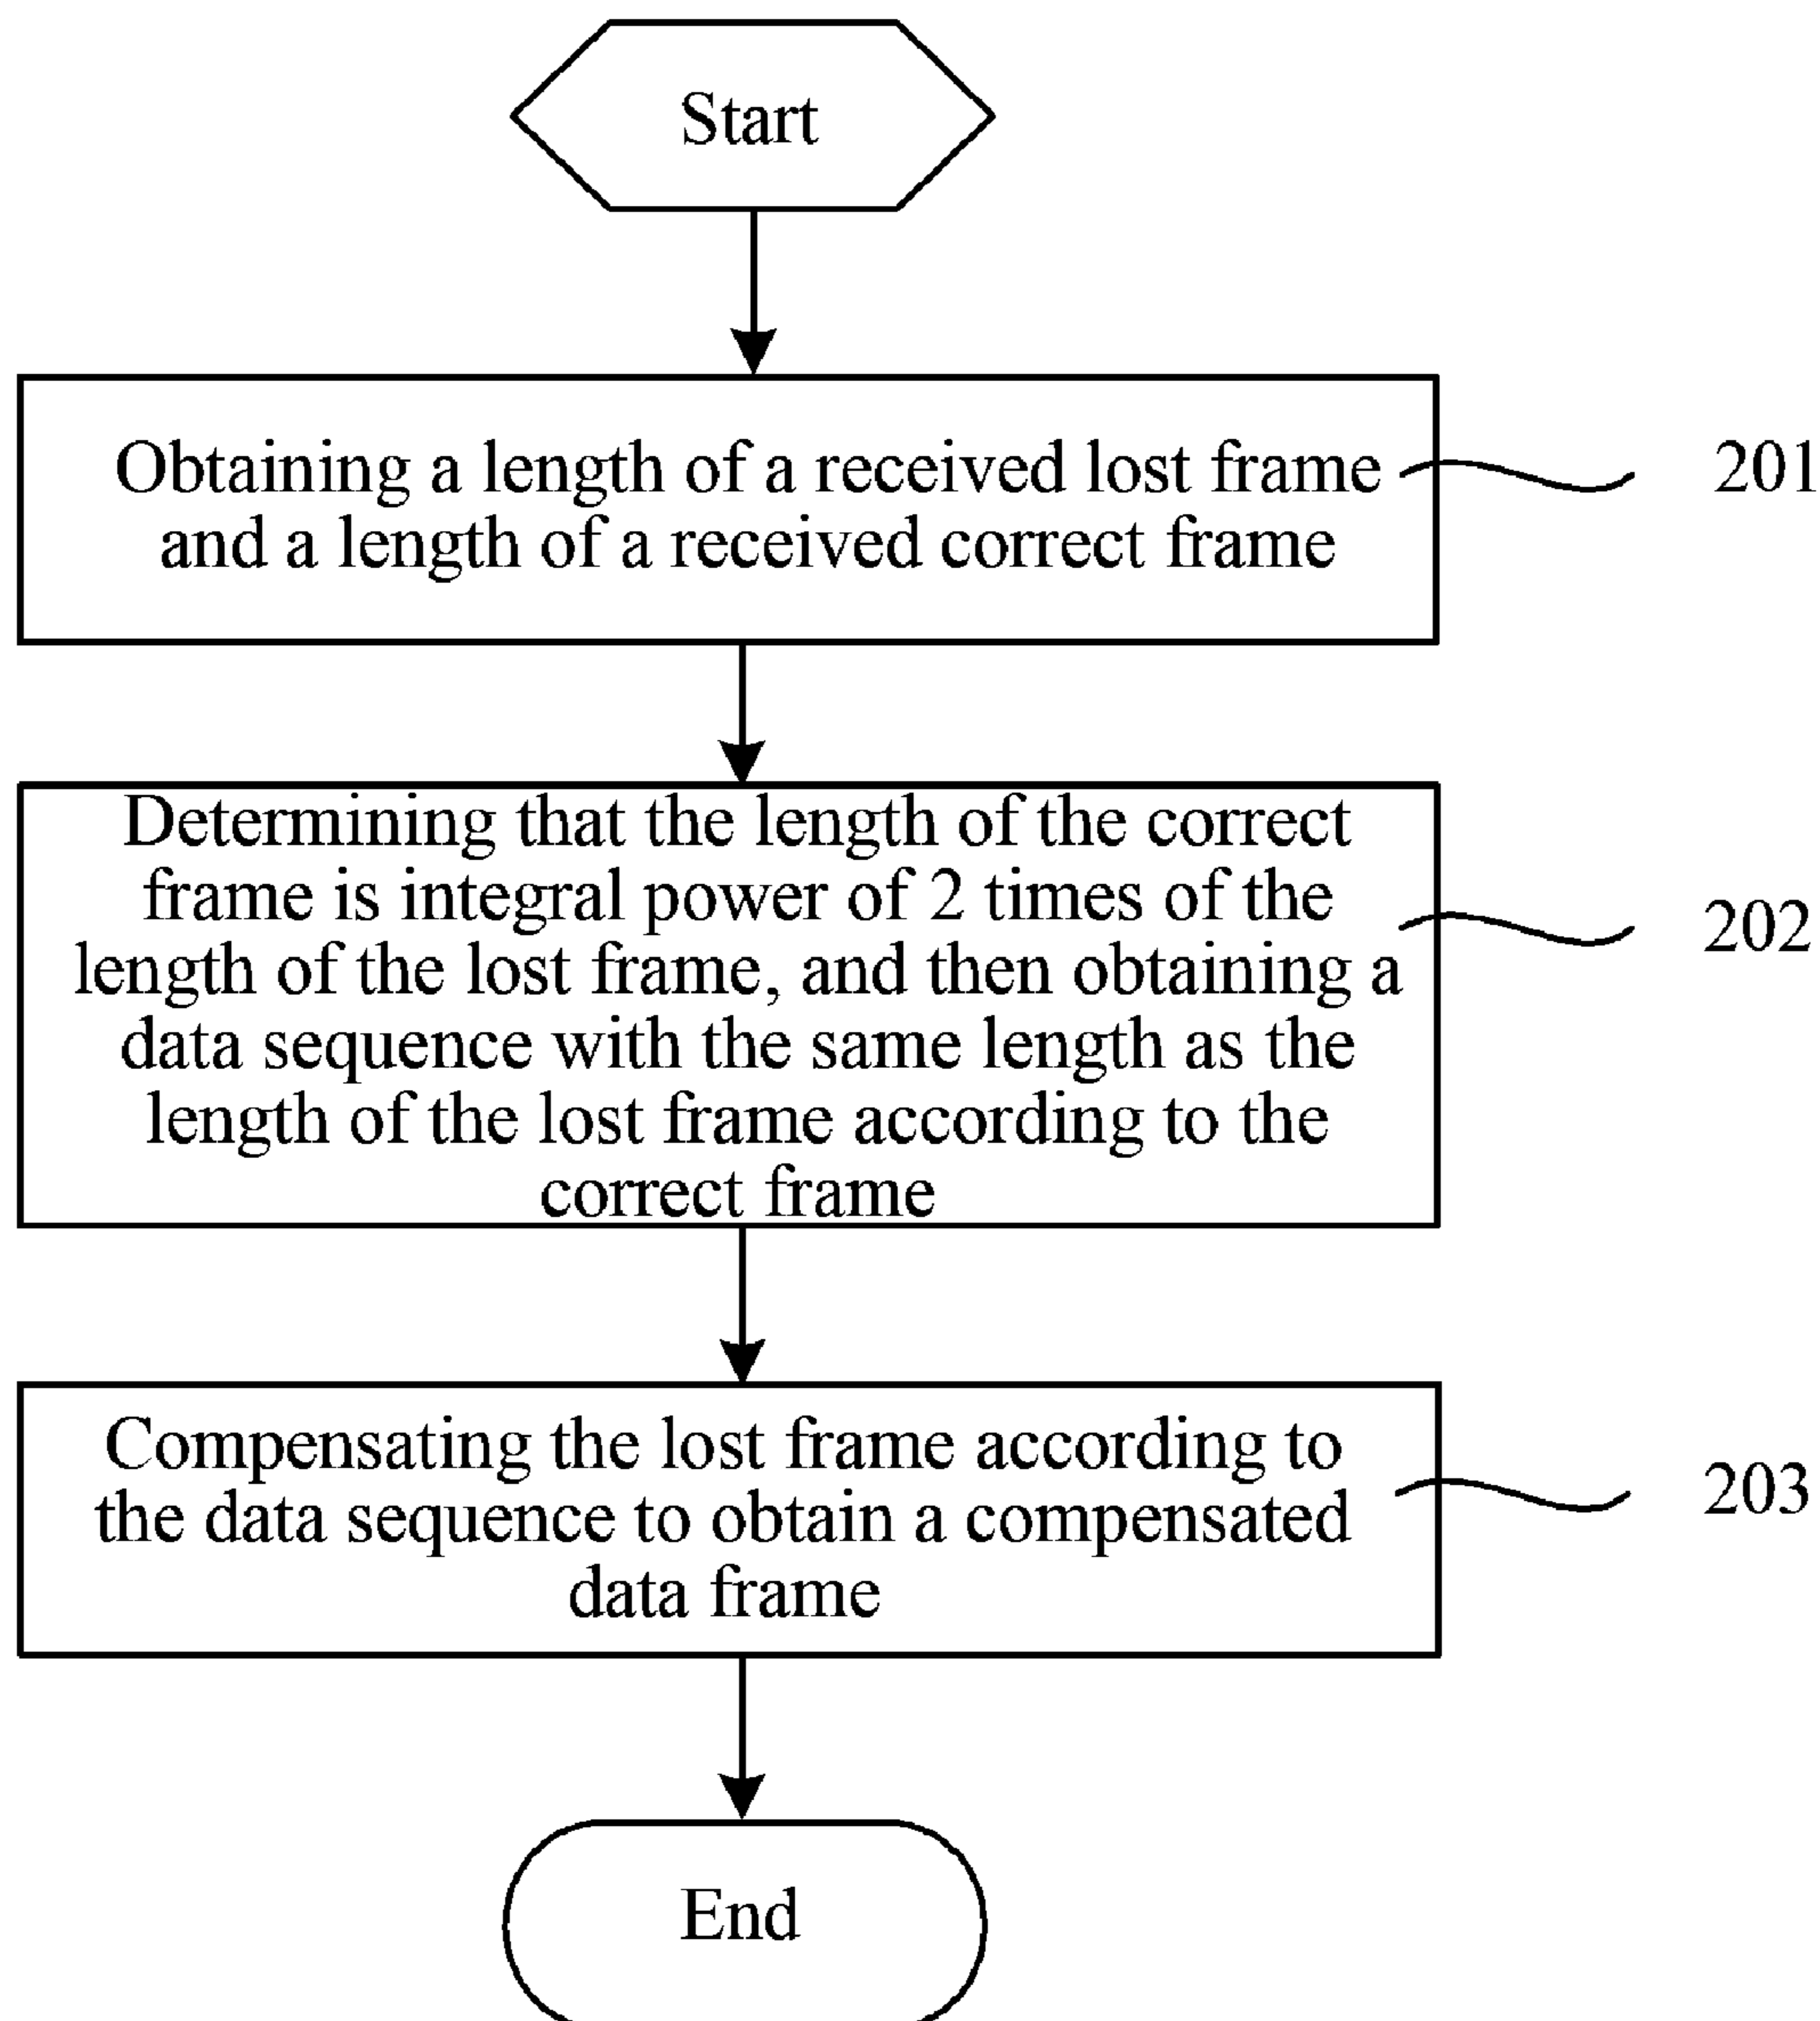 Start
Obtaining a length of a received lost frame
and a length of a received correct frame
201
Determining that the length of the correct
frame is integral power of 2 times of the
length of the lost frame, and then obtaining a
data sequence with the same length as the
length of the lost frame according to the
correct frame
202
Compensating the lost frame according to
the data sequence to obtain a compensated
data frame
203
End